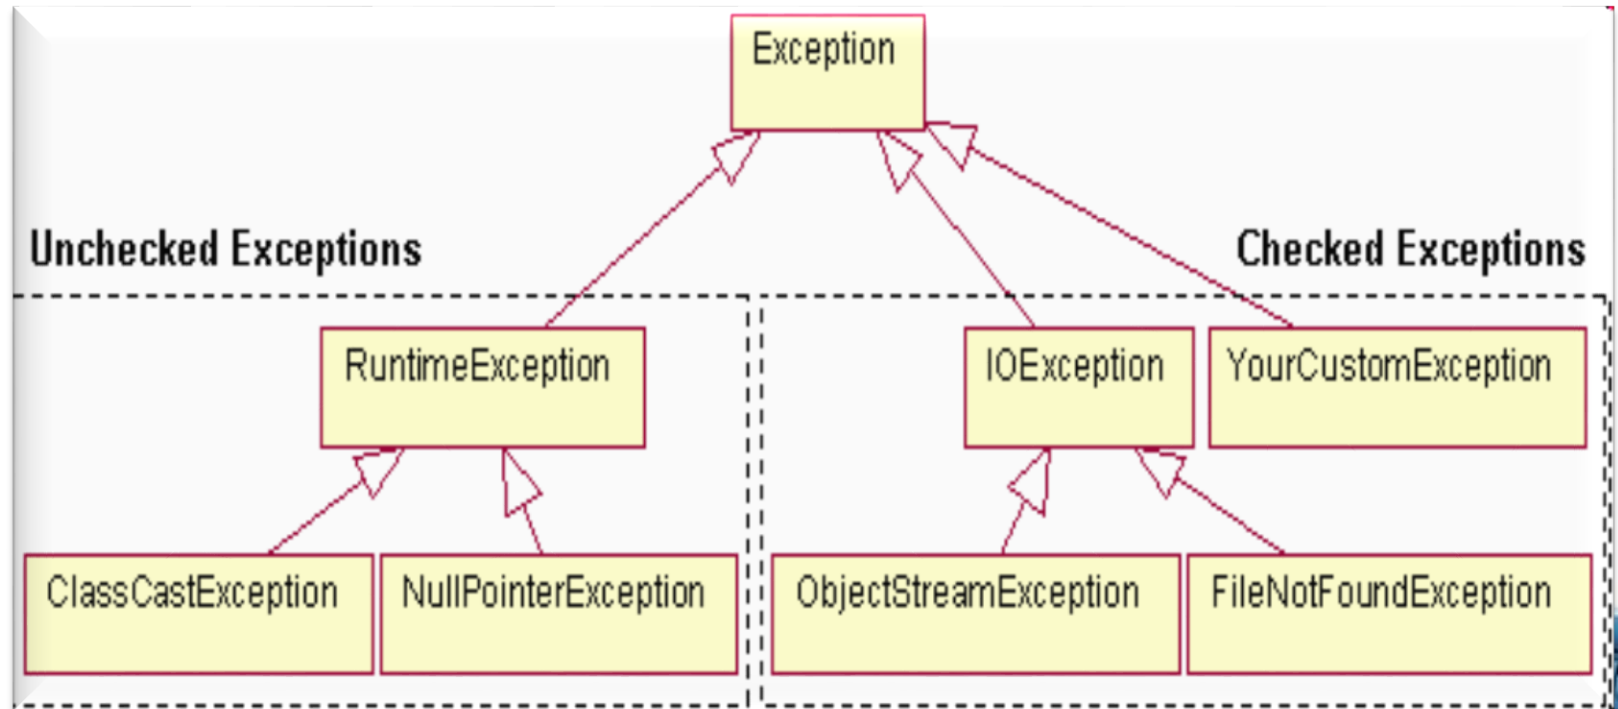 Exception
Unchecked Exceptions
Checked Exceptions
RuntimeException
IOException
YourCustomException
ClassCastException
NullPointerException
ObjectStreamException
FileNotFoundException